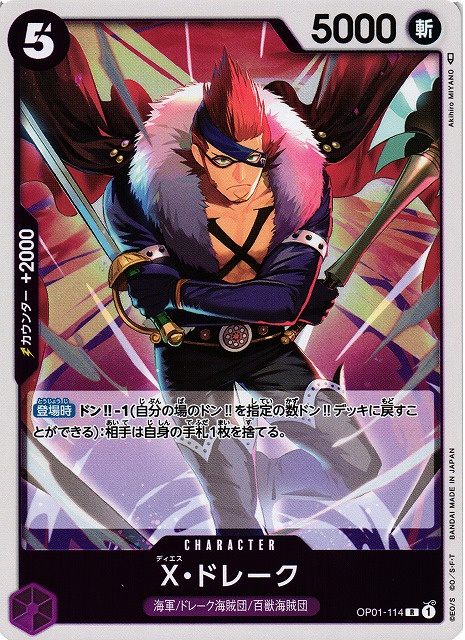 5
5000
斬
Akihiro MIYANO
カウンター +2000
登場時 ドン!!-1(自分の場のドン!!を指定の数ドン!!デッキに戻すこ
とができる):相手は自身の手札1枚を捨てる。
CHARACTER
ディエス
X・ドレーク
海軍/ドレーク海賊団/百獣海賊団
OP01-114 R 1
BANDAI MADE IN JAPAN
©E.O/S ©O./S・F・T